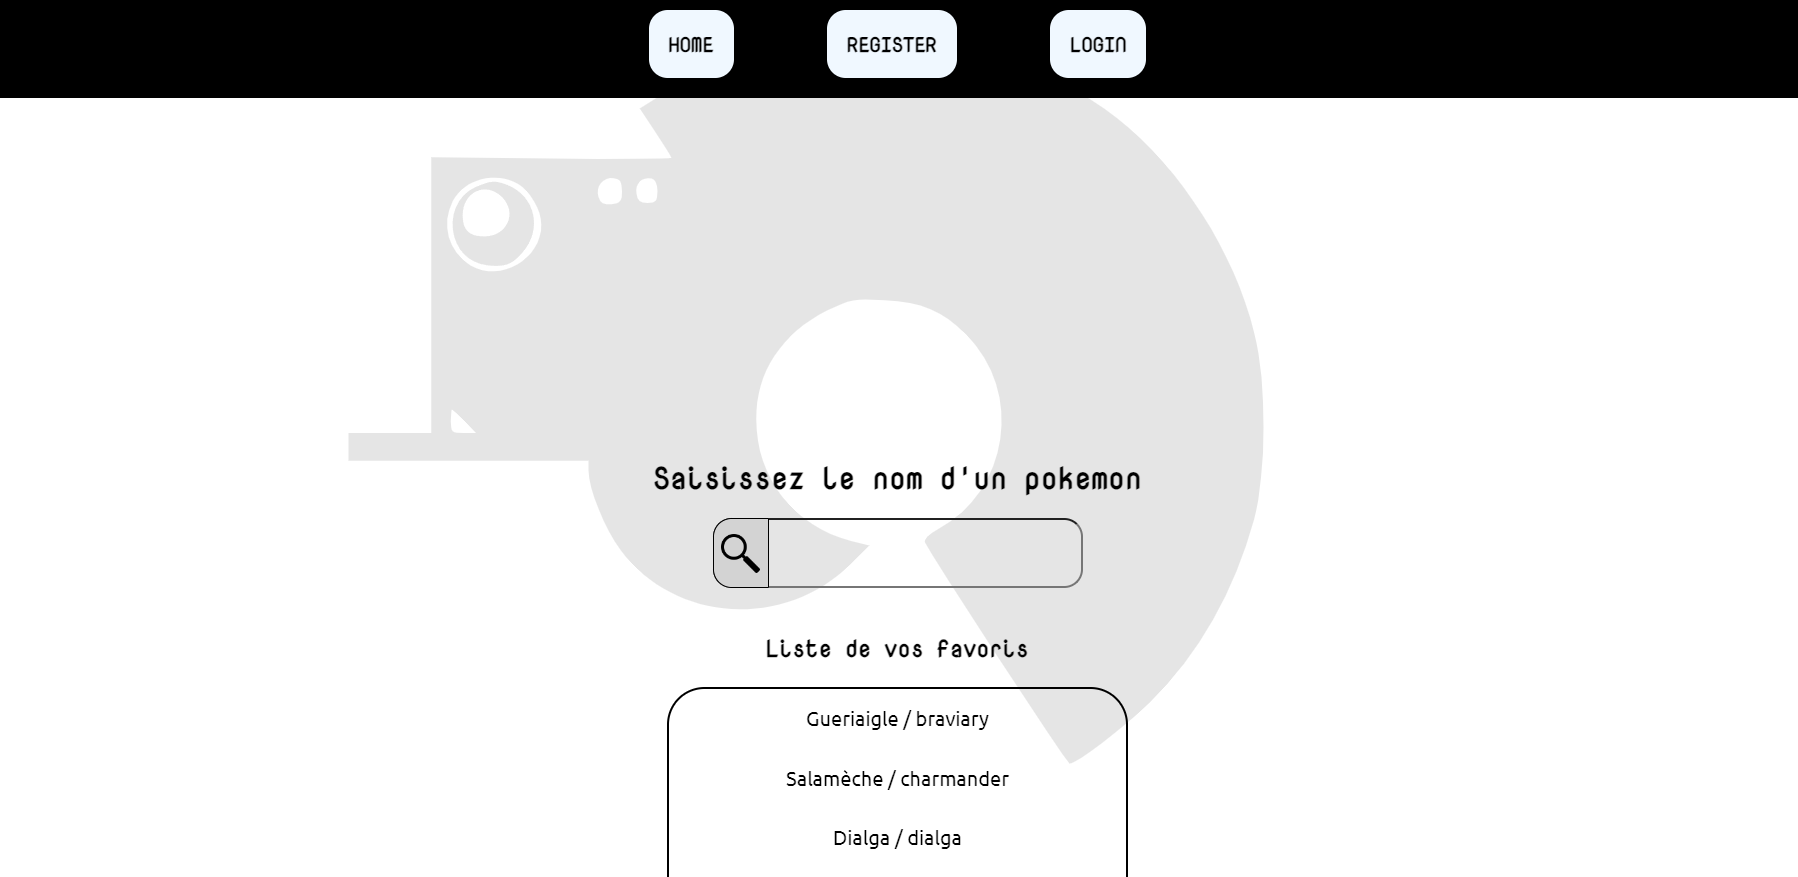 HOME REGISTER LOGIN
Saisissez le nom d'un pokemon
Liste de vos favoris
Gueriaigle / braviary
Salamèche / charmander
Dialga / dialga